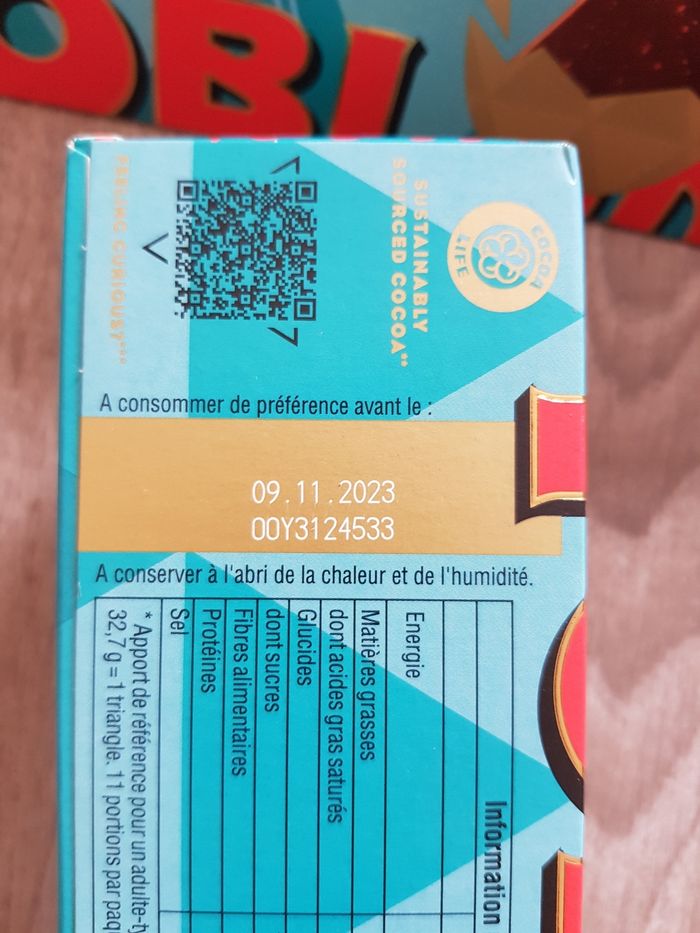 OBL
FEELING CURIOUS?***
SUSTAINABLY
SOURCED COCOA**
COCOA
LIFE
A consommer de préférence avant le :
09.11.2023
OOY3124533
A conserver à l'abri de la chaleur et de l'humidité.
Information
Energie
Matières grasses
dont acides gras saturés
Glucides
dont sucres
Fibres alimentaires
Protéines
Sel
* Apport de référence pour un adulte-ty
32,7 g = 1 triangle. 11 portions par paq